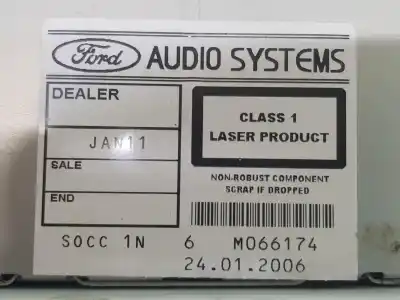 Ford AUDIO SYSTEMS
DEALER
JAN11
SALE
END
CLASS 1
LASER PRODUCT
NON-ROBUST COMPONENT
SCRAP IF DROPPED
SOCC 1N 6 M066174
24.01.2006